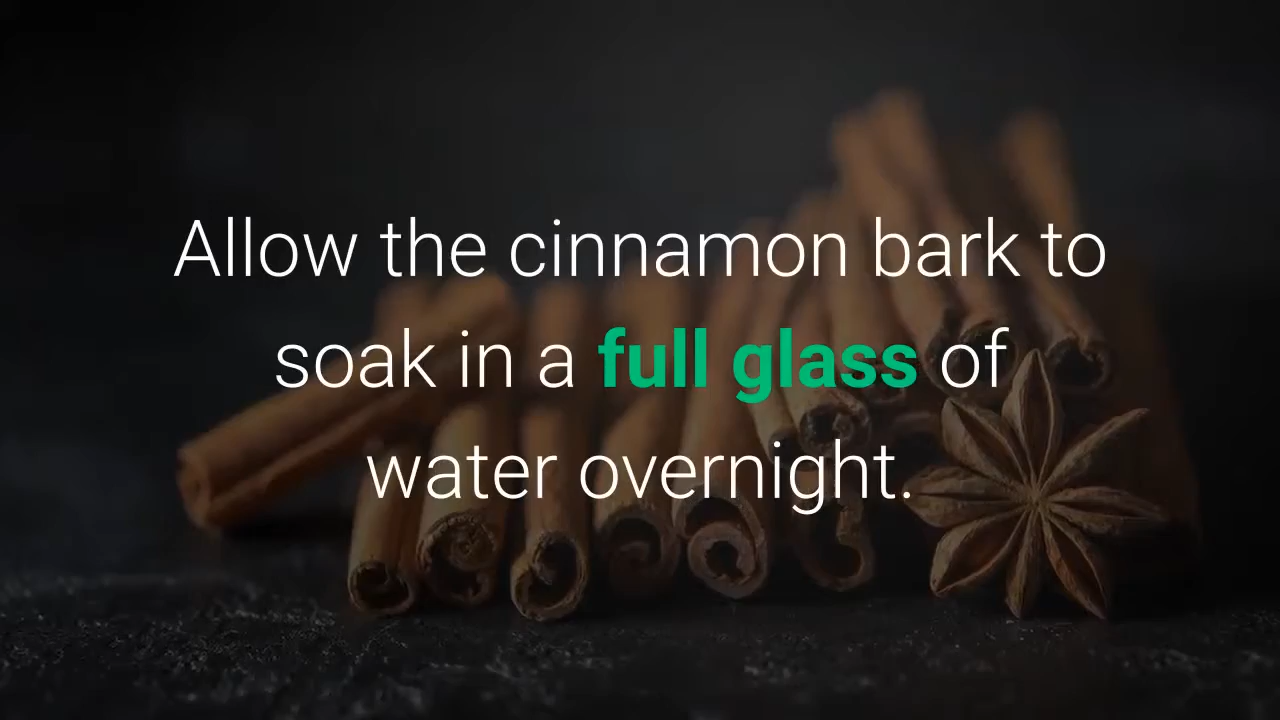 Allow the cinnamon bark to
soak in a full glass of
water overnight.